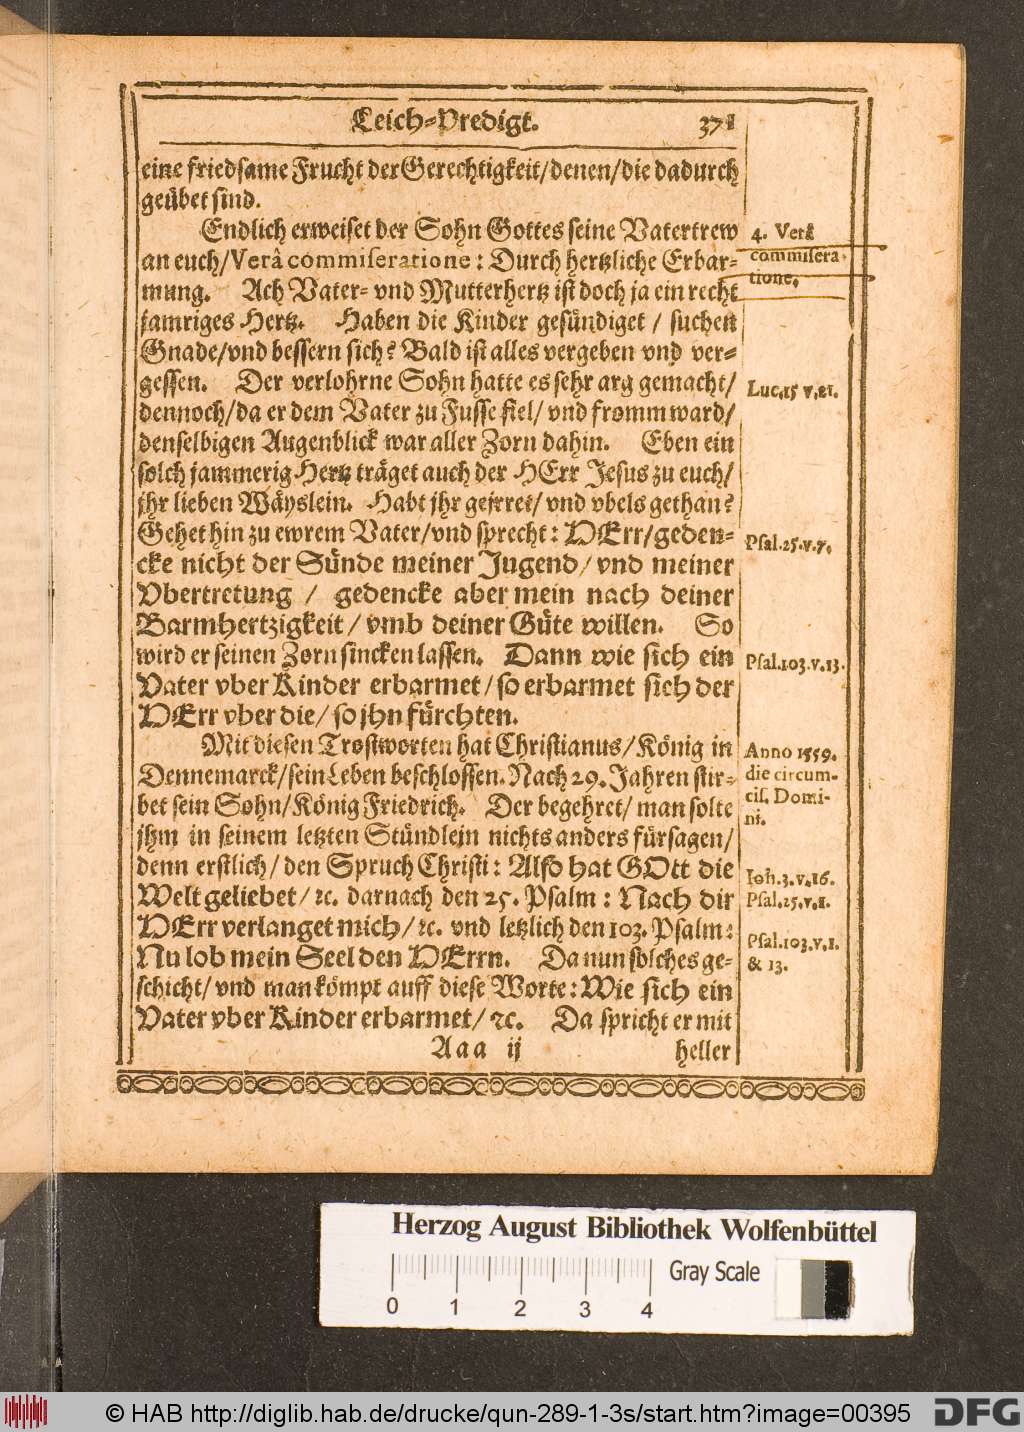 Leich-Predigt. 371
eine friedsame Frucht der Gerechtigkeit/denen/die dadurch
geübet sind.
Endlich erweiset der Sohn Gottes seine Vatertrew
an euch/Verâ commiseratione: Durch hertzliche Erbar-
mung. Ach Vater- vnd Mutterhertz ist doch ja ein recht
jamriges Hertz. Haben die Kinder gesündiget / suchen
Gnade/vnd bessern sich? Bald ist alles vergeben vnd ver-
gessen. Der verlohrne Sohn hatte es sehr arg gemacht/
dennoch/da er dem Vater zu Fusse fiel/ vnd fromm ward/
denselbigen Augenblick war aller Zorn dahin. Eben ein
solch jammerig Hertz träget auch der HErr Jesus zu euch/
jhr lieben Wäyslein. Habt jhr gejrret/ vnd vbels gethan?
Gehet hin zu ewrem Vater/vnd sprecht: HErr/geden-
cke nicht der Sünde meiner Jugend/ vnd meiner
Vbertretung / gedencke aber mein nach deiner
Barmhertzigkeit/ vmb deiner Güte willen. So
wird er seinen Zorn sincken lassen. Dann wie sich ein
Vater vber Kinder erbarmet/ so erbarmet sich der
HErr vber die/ so jhn fürchten.
Mit diesen Trostworten hat Christianus/ König in
Dennemarck/sein Leben beschlossen. Nach 29. Jahren stir-
bet sein Sohn/König Friedrich. Der begehret/ man solte
jhm in seinem letzten Stündlein nichts anders fürsagen/
denn erstlich/ den Spruch Christi: Also hat GOtt die
Welt geliebet/ ꝛc. darnach den 25. Psalm: Nach dir
HErr verlanget mich/ ꝛc. vnd letzlich den 103. Psalm:
Nu lob mein Seel den HErrn. Da nun solches ge-
schicht/ vnd man kömpt auff diese Worte: Wie sich ein
Vater vber Kinder erbarmet/ ꝛc. Da spricht er mit
Aaa ij heller
4. Verâ
commisera-
tione.
Luc.15 v.21.
Psal.25.v.7.
Psal.103.v.13.
Anno 1559.
die circum-
cis. Domi-
ni.
Joh.3.v.16.
Psal.25.v.1.
Psal.103.v.1.
& 13.
Herzog August Bibliothek Wolfenbüttel
Gray Scale
0 1 2 3 4
© HAB http://diglib.hab.de/drucke/qun-289-1-3s/start.htm?image=00395
DFG